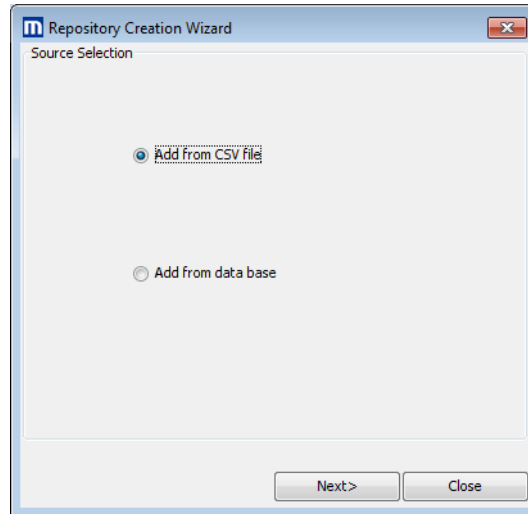 m Repository Creation Wizard
Source Selection
Add from CSV file
Add from data base
Next>
Close